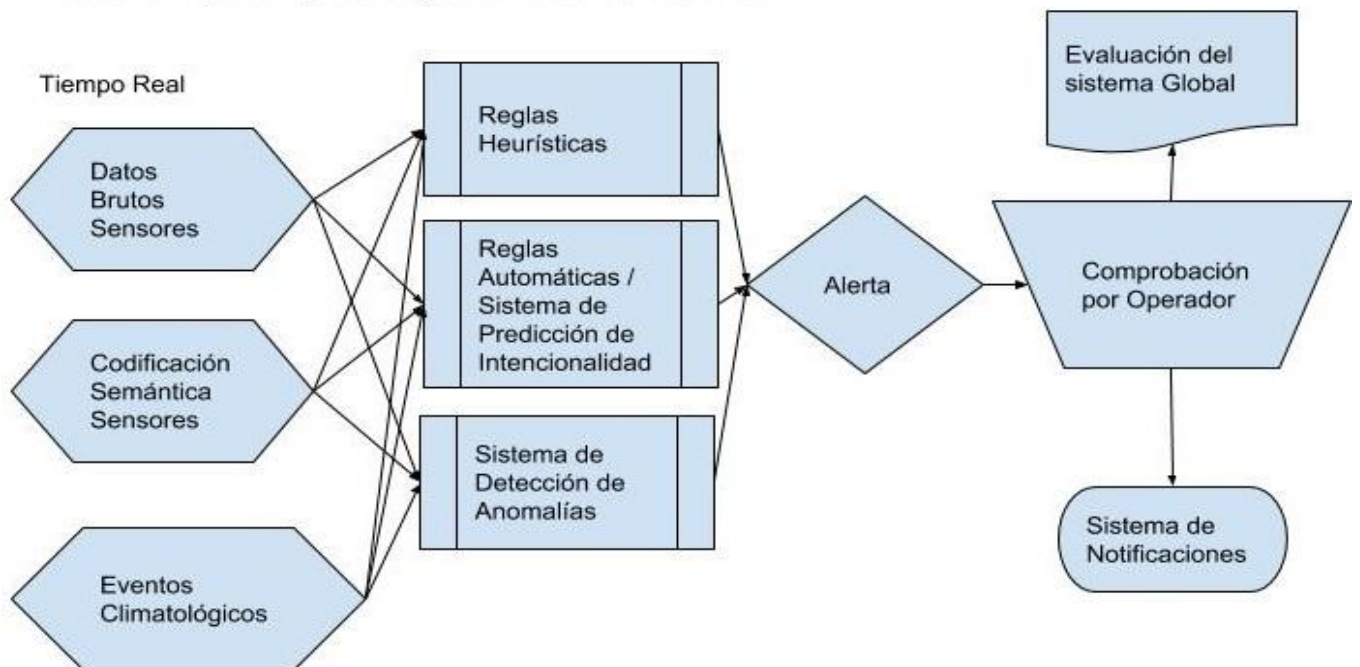 Tiempo Real
Datos
Brutos
Sensores
Codificación
Semántica
Sensores
Eventos
Climatológicos
Reglas
Heurísticas
Reglas
Automáticas /
Sistema de
Predicción de
Intencionalidad
Sistema de
Detección de
Anomalías
Alerta
Evaluación del
sistema Global
Comprobación
por Operador
Sistema de
Notificaciones